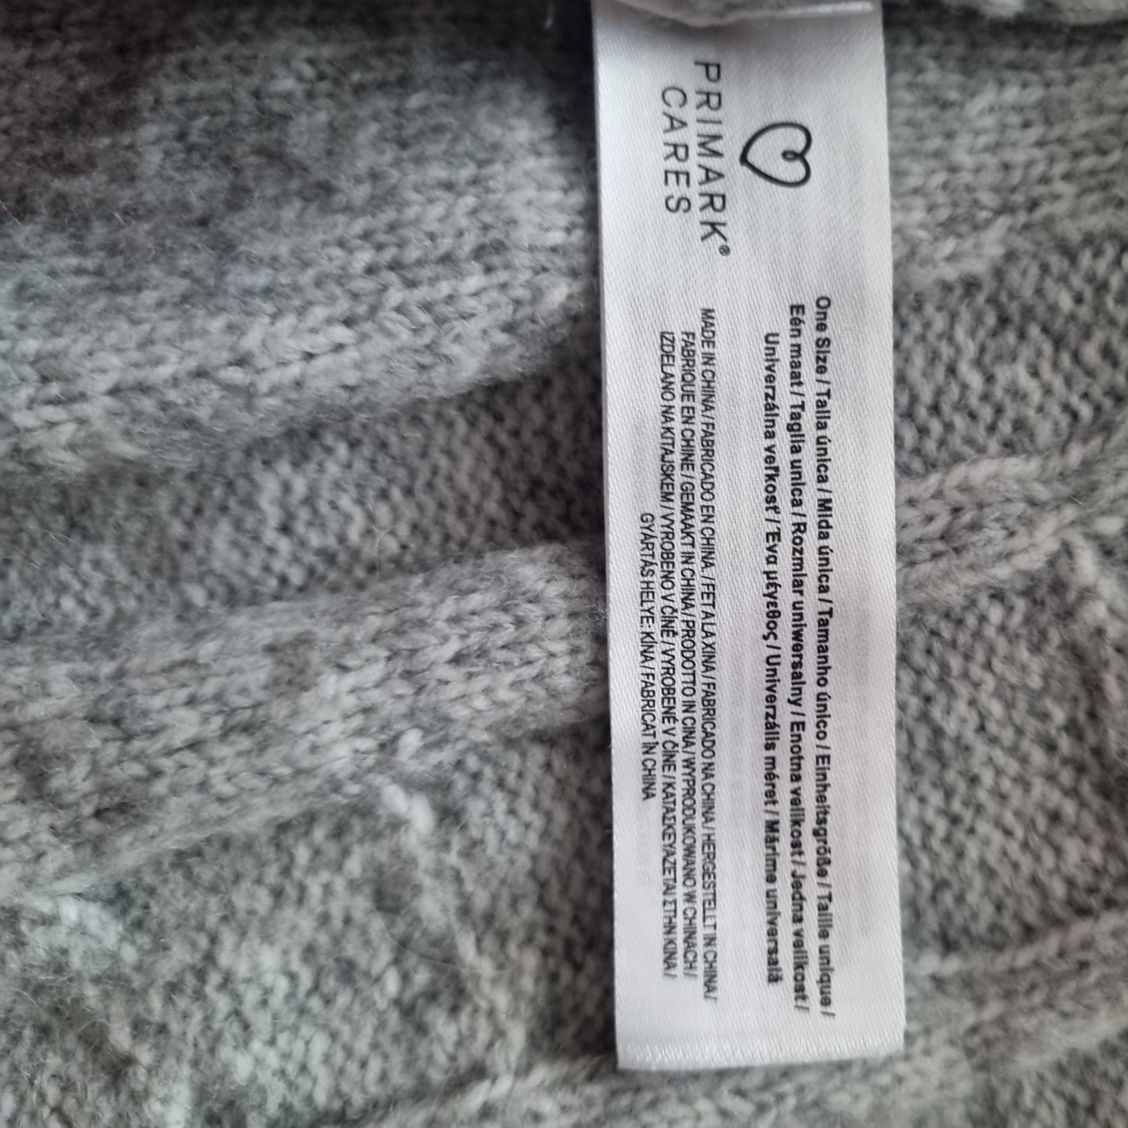 PRIMARK®
CARES
One Size / Talla única / Mida única / Tamanho único / Einheitsgröße / Taille unique /
Eén maat / Taglia unica / Rozmiar uniwersalny / Enotna velikost / Jedna velikost /
Univerzálna veľkosť / Ένα μέγεθος / Univerzális méret / Mărime universală
MADE IN CHINA / FABRICADO EN CHINA. / FET A LA XINA / FABRICADO NA CHINA / HERGESTELLT IN CHINA /
FABRIQUE EN CHINE / GEMAAKT IN CHINA / PRODOTTO IN CINA / WYPRODUKOWANO W CHINACH /
IZDELANO NA KITAJSKEM / VYROBENO V ČÍNĚ / VYROBENÉ V ČÍNE / ΚΑΤΑΣΚΕΥΑΖΕΤΑΙ ΣΤΗΝ ΚΙΝΑ /
GYÁRTÁS HELYE: KÍNA / FABRICAT ÎN CHINA